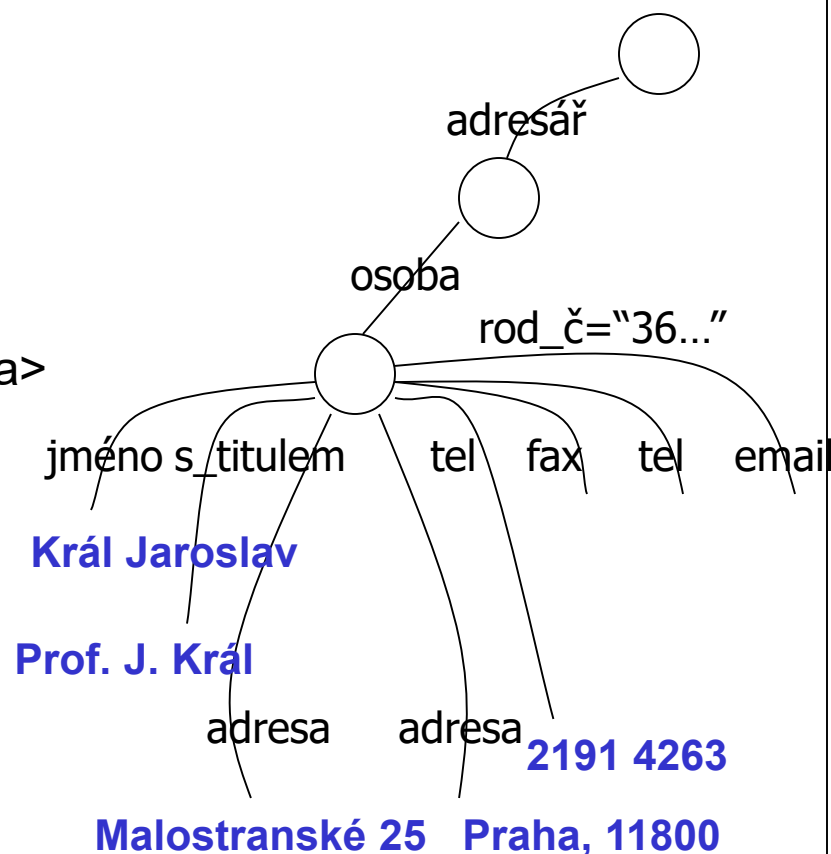 adresář
osoba
rod_č=“36…”
a>
jméno s_titulem tel fax tel email
Král Jaroslav
Prof. J. Král
adresa adresa
2191 4263
Malostranské 25 Praha, 11800